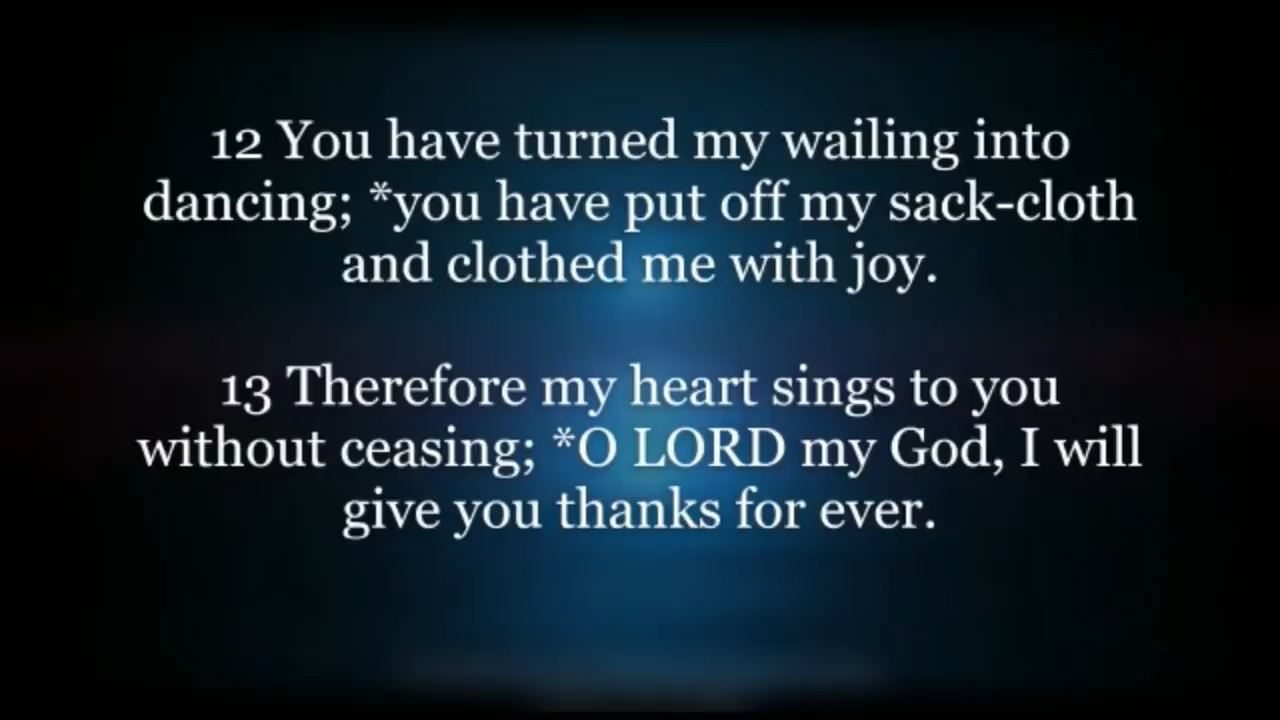 12 You have turned my wailing into
dancing; *you have put off my sack-cloth
and clothed me with joy.
13 Therefore my heart sings to you
without ceasing; *O LORD my God, I will
give you thanks for ever.